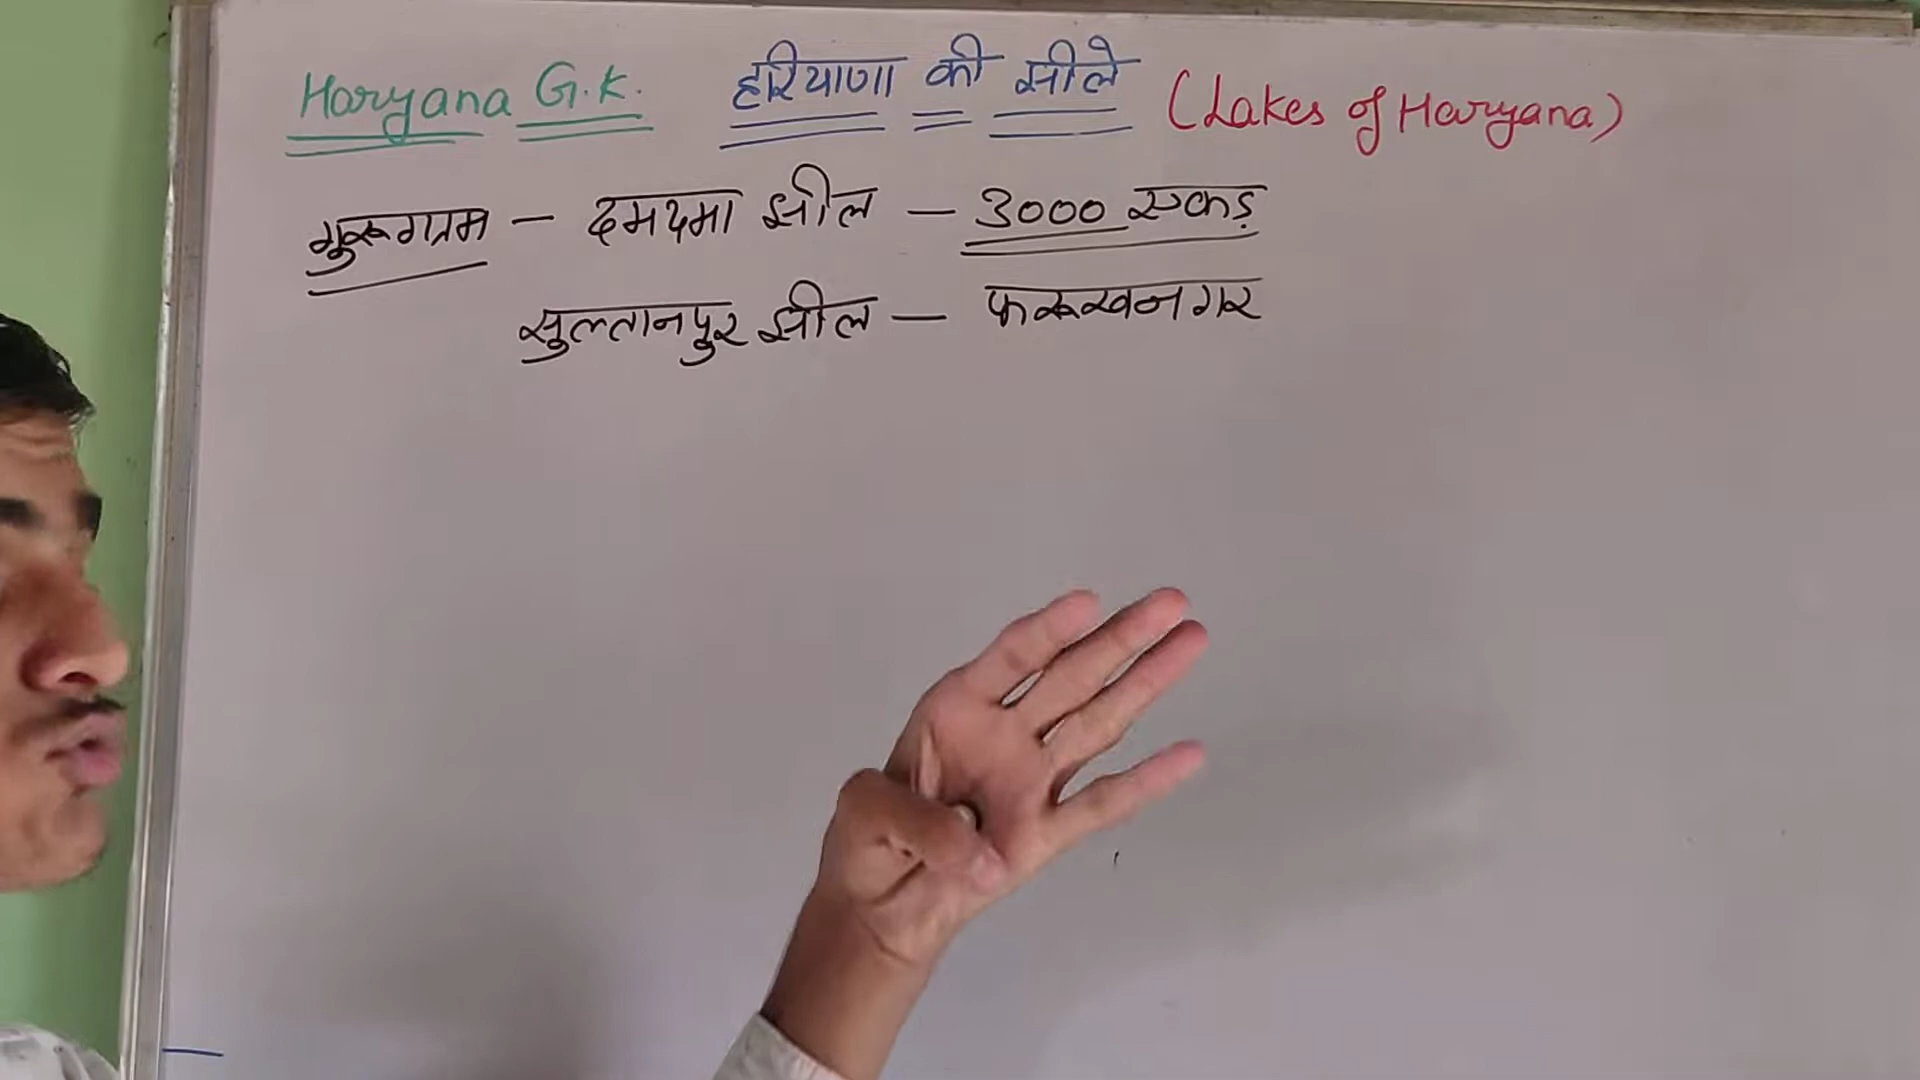 Haryana G.K. हरियाणा की झीले (Lakes of Haryana)
गुरूग्राम – दमदमा झील – 3000 एकड़
सुल्तानपुर झील – फरूखनगर